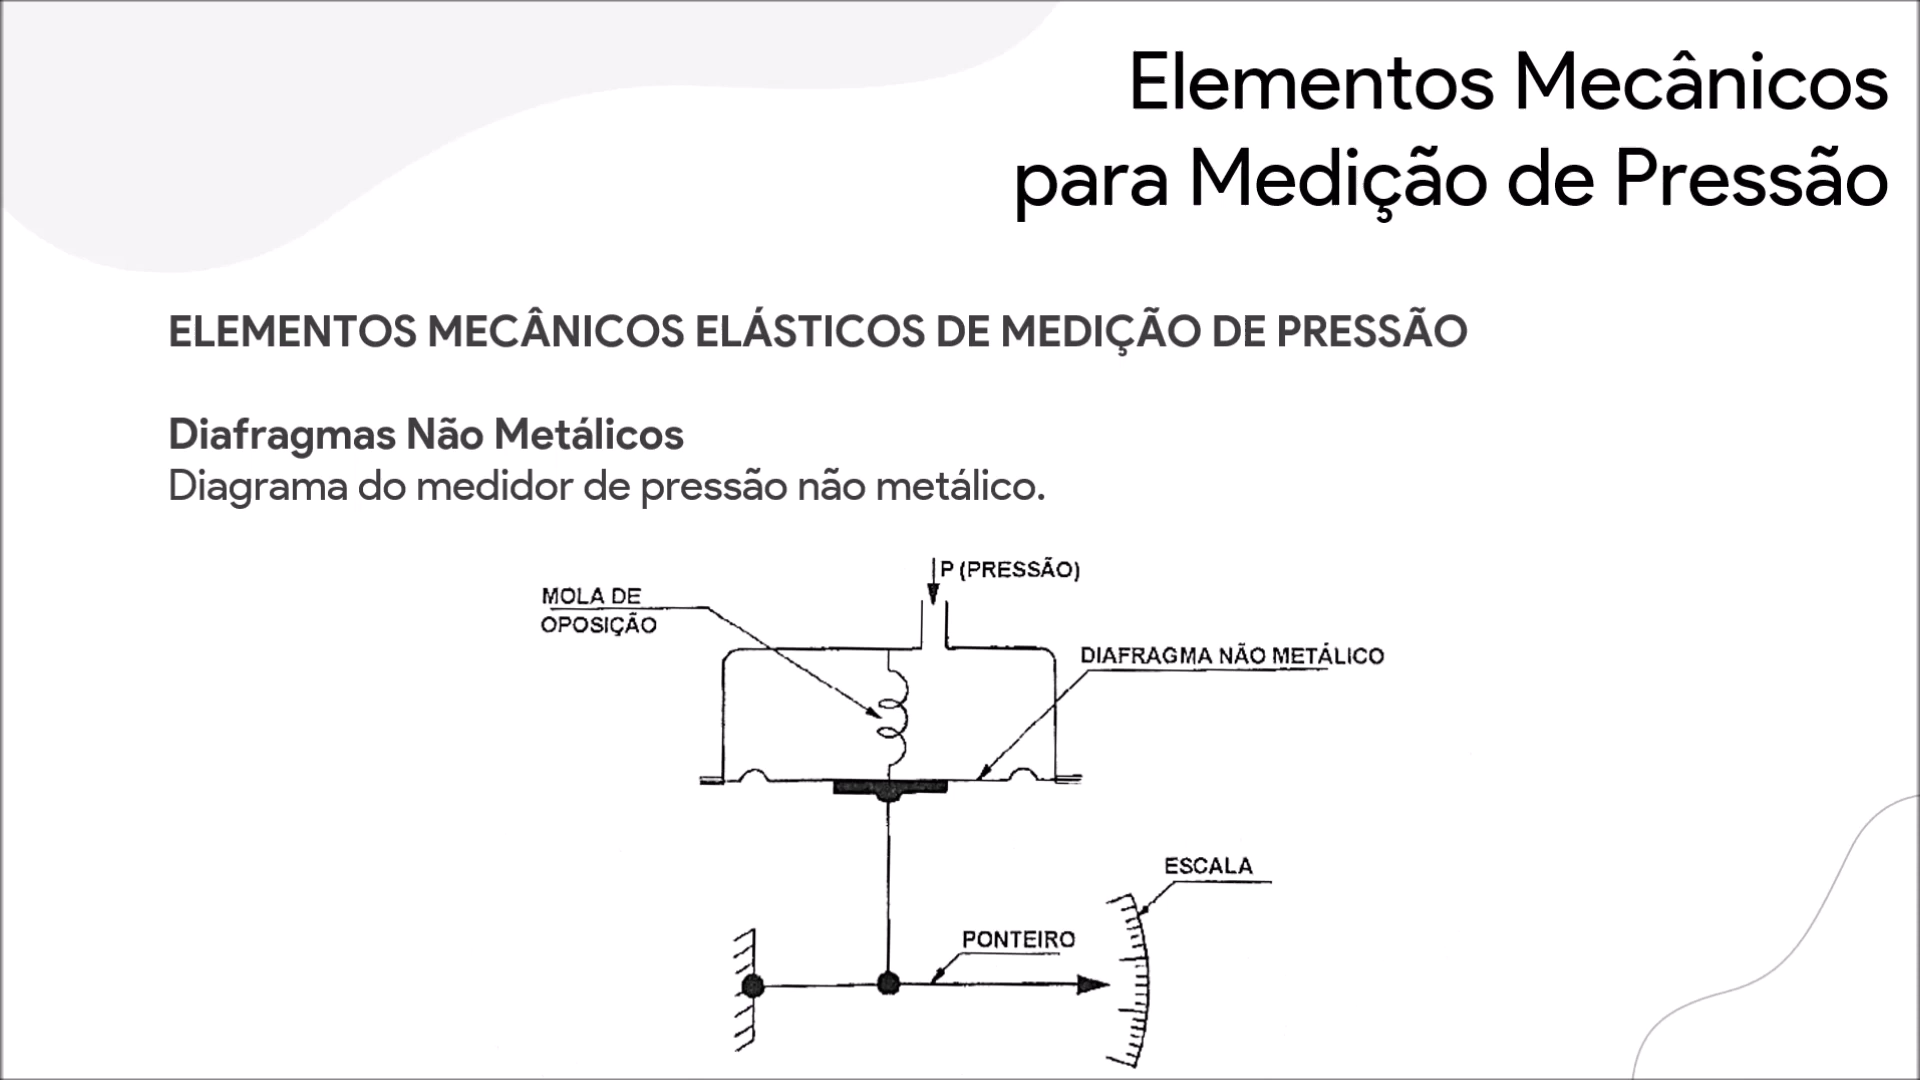 Elementos Mecânicos
para Medição de Pressão
ELEMENTOS MECÂNICOS ELÁSTICOS DE MEDIÇÃO DE PRESSÃO
Diafragmas Não Metálicos
Diagrama do medidor de pressão não metálico.
P (PRESSÃO)
MOLA DE
OPOSIÇÃO
DIAFRAGMA NÃO METÁLICO
ESCALA
PONTEIRO